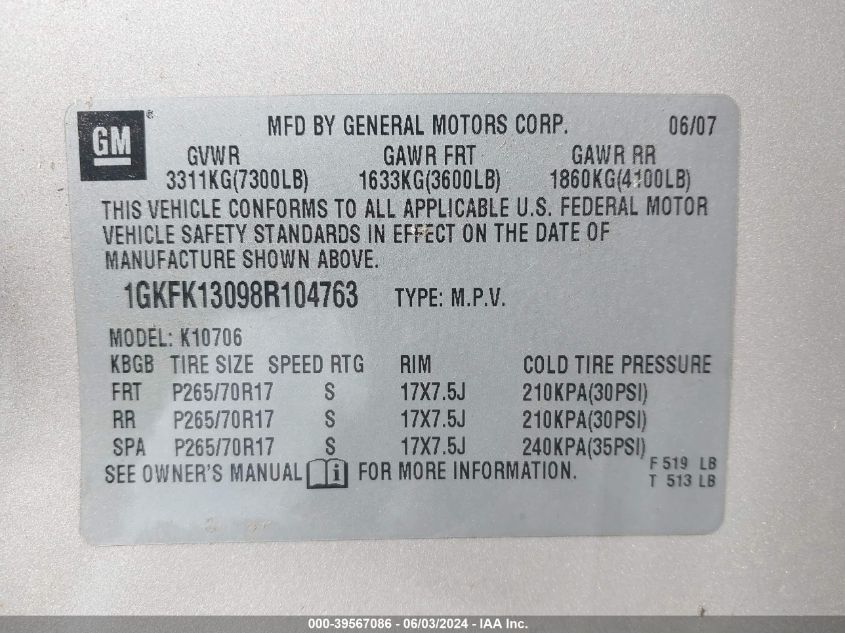 GM ®
MFD BY GENERAL MOTORS CORP. 06/07
GVWR GAWR FRT GAWR RR
3311KG(7300LB) 1633KG(3600LB) 1860KG(4100LB)
THIS VEHICLE CONFORMS TO ALL APPLICABLE U.S. FEDERAL MOTOR
VEHICLE SAFETY STANDARDS IN EFFECT ON THE DATE OF
MANUFACTURE SHOWN ABOVE.
1GKFK13098R104763 TYPE: M.P.V.
MODEL: K10706
KBGB TIRE SIZE SPEED RTG RIM COLD TIRE PRESSURE
FRT P265/70R17 S 17X7.5J 210KPA(30PSI)
RR P265/70R17 S 17X7.5J 210KPA(30PSI)
SPA P265/70R17 S 17X7.5J 240KPA(35PSI)
SEE OWNER'S MANUAL i FOR MORE INFORMATION. F 519 LB
T 513 LB
000-39567086 - 06/03/2024 - IAA Inc.